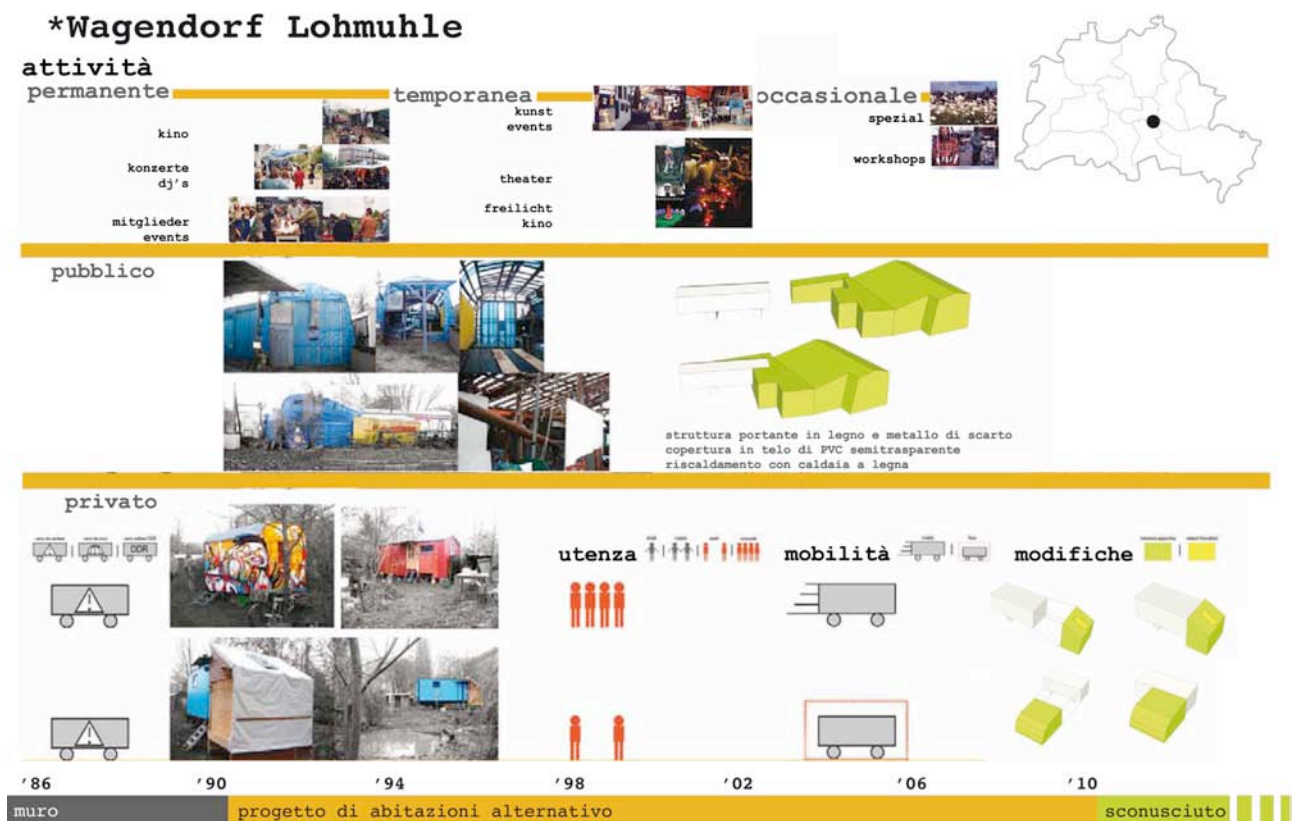 *Wagendorf Lohmuhle
attività
permanente
temporanea
occasionale
kino
konzerte
dj's
mitglieder
events
kunst
events
theater
freilicht
kino
spezial
workshops
pubblico
struttura portante in legno e metallo di scarto
copertura in telo di PVC semitrasparente
riscaldamento con caldaia a legna
privato
DDR
utenza
mobilità
modifiche
'86 '90 '94 '98 '02 '06 '10
muro
progetto di abitazioni alternativo
sconusciuto